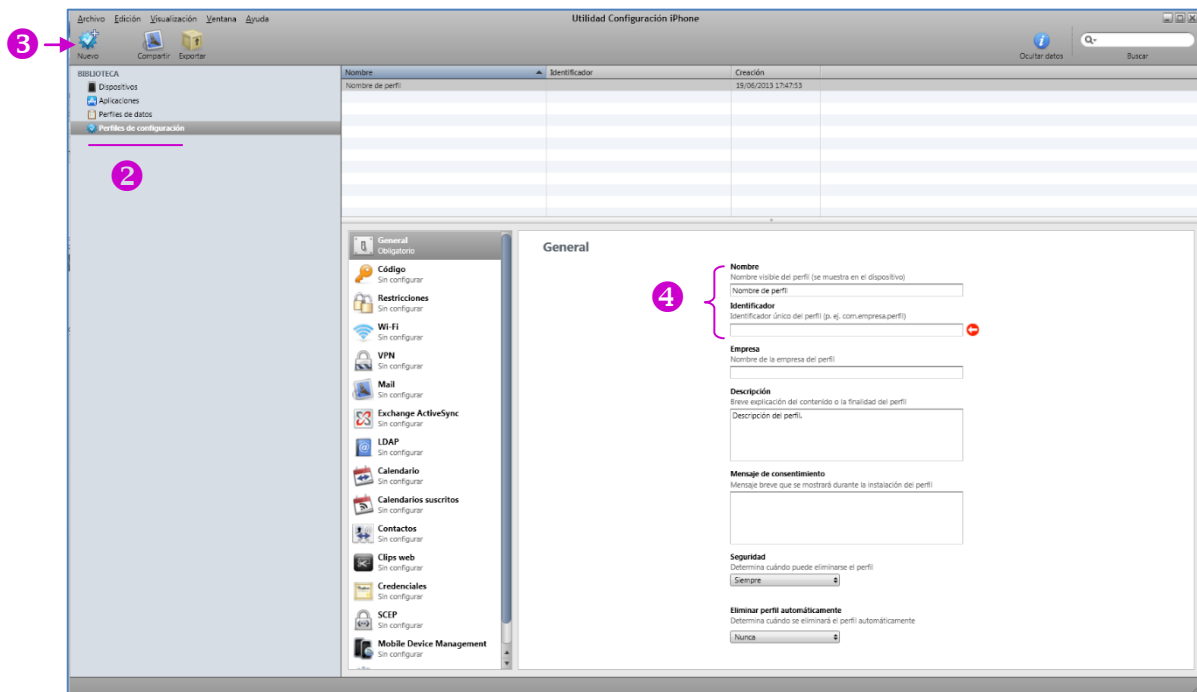 Archivo Edición Visualización Ventana Ayuda
Utilidad Configuración iPhone
3
Nuevo
Compartir
Exportar
Ocultar datos
Buscar
BIBLIOTECA
Dispositivos
Aplicaciones
Perfiles de datos
Perfiles de configuración
2
Nombre Identificador Creación
Nombre de perfil 19/06/2013 17:47:53
General
Obligatorio
Código
Sin configurar
Restricciones
Sin configurar
Wi-Fi
Sin configurar
VPN
Sin configurar
Mail
Sin configurar
Exchange ActiveSync
Sin configurar
LDAP
Sin configurar
Calendario
Sin configurar
Calendarios suscritos
Sin configurar
Contactos
Sin configurar
Clips web
Sin configurar
Credenciales
Sin configurar
SCEP
Sin configurar
Mobile Device Management
Sin configurar
General
4
Nombre
Nombre visible del perfil (se muestra en el dispositivo)
Nombre de perfil
Identificador
Identificador único del perfil (p. ej. com.empresa.perfil)
Empresa
Nombre de la empresa del perfil
Descripción
Breve explicación del contenido o la finalidad del perfil
Descripción del perfil.
Mensaje de consentimiento
Mensaje breve que se mostrará durante la instalación del perfil
Seguridad
Determina cuándo puede eliminarse el perfil
Siempre
Eliminar perfil automáticamente
Determina cuándo se eliminará el perfil automáticamente
Nunca